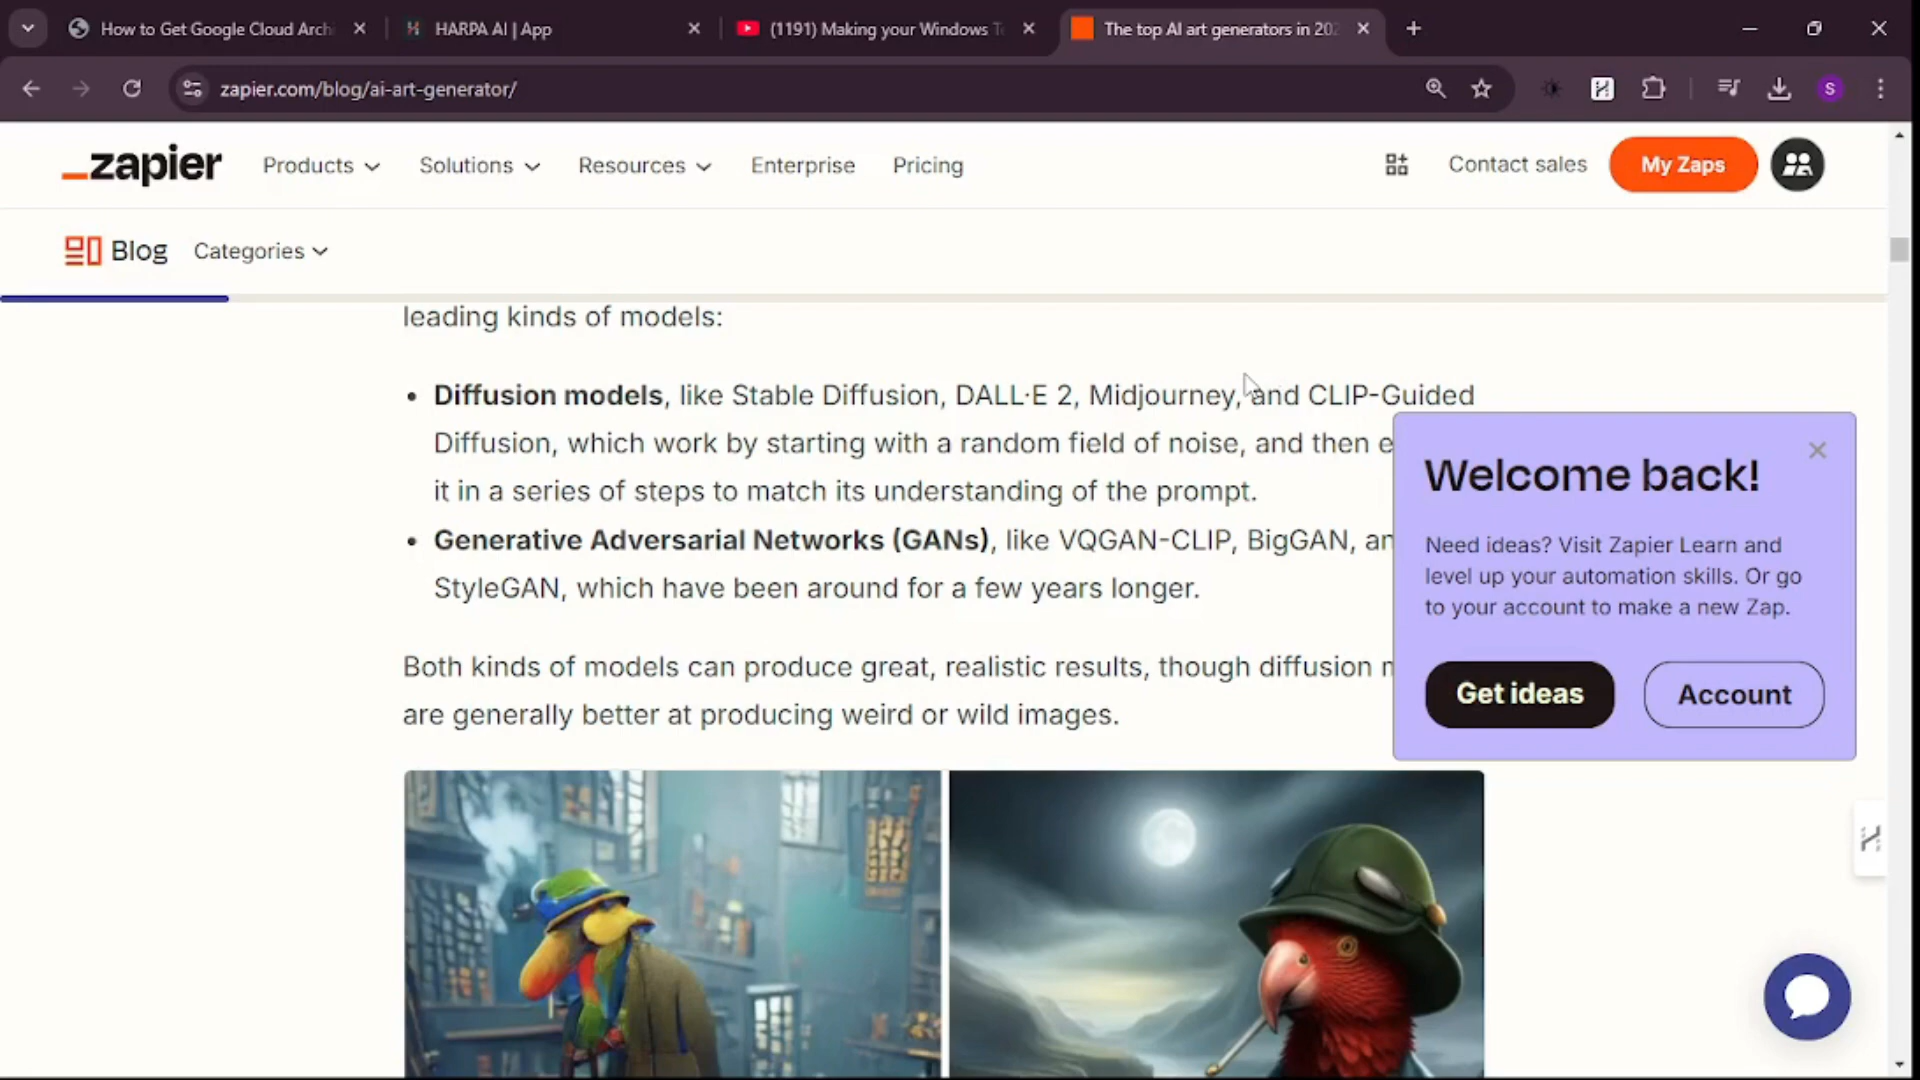 How to Get Google Cloud Archi
HARPA AI | App
(1191) Making your Windows Te
The top AI art generators in 202
zapier.com/blog/ai-art-generator/
S
_zapier
Products
Solutions
Resources
Enterprise
Pricing
Contact sales
My Zaps
Blog
Categories
leading kinds of models:
• Diffusion models, like Stable Diffusion, DALL·E 2, Midjourney, and CLIP-Guided
Diffusion, which work by starting with a random field of noise, and then e
it in a series of steps to match its understanding of the prompt.
• Generative Adversarial Networks (GANs), like VQGAN-CLIP, BigGAN, an
StyleGAN, which have been around for a few years longer.
Both kinds of models can produce great, realistic results, though diffusion m
are generally better at producing weird or wild images.
Welcome back!
Need ideas? Visit Zapier Learn and
level up your automation skills. Or go
to your account to make a new Zap.
Get ideas
Account